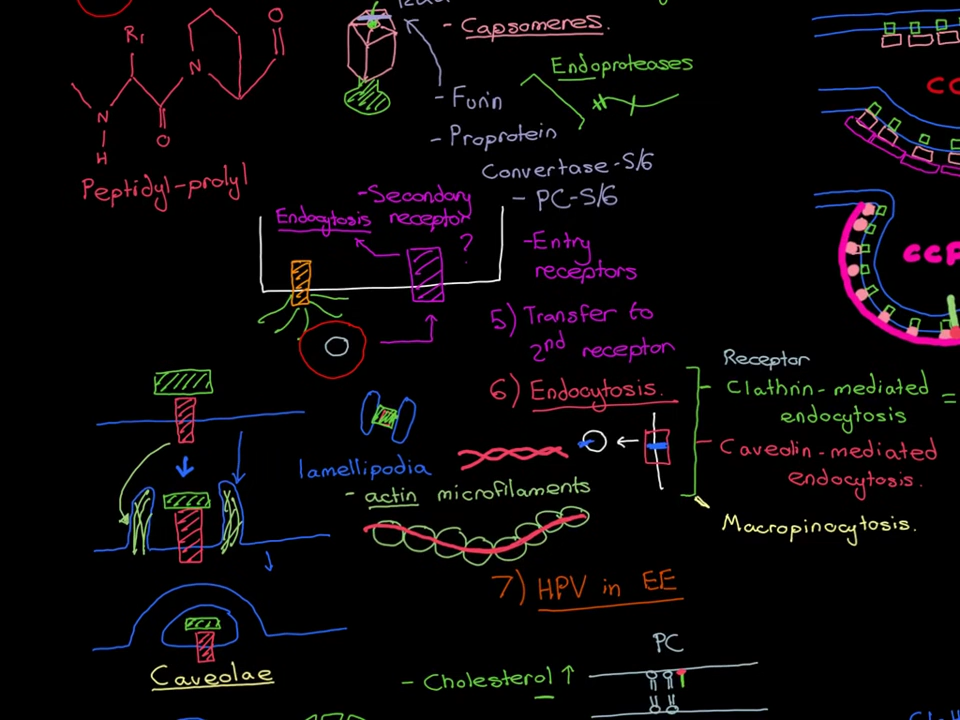 R₁
O
N
- Capsomeres.
Endoproteases
N
H
O
Peptidyl-prolyl
- Furin
- Proprotein
Convertase-S/6
- PC-S/6
-Secondary
receptor
?
Endocytosis
-Entry
receptors
5) Transfer to
2nd receptor
6) Endocytosis.
Receptor
Clathrin-mediated
endocytosis
=
Caveolin-mediated
endocytosis.
Macropinocytosis.
lamellipodia
- actin microfilaments
7) HPV in EE
Caveolae
- Cholesterol ↑
PC
CC
CCP